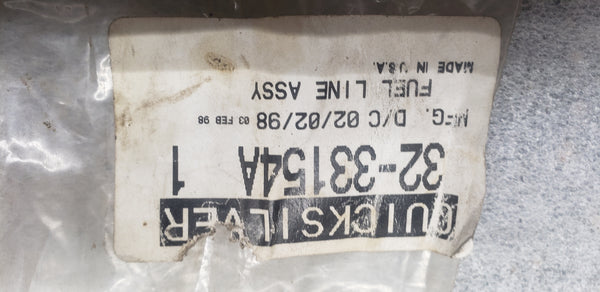 QUICKSILVER
32-33154A 1
MFG. D/C 02/02/98 03 FEB 98
FUEL LINE ASSY
MADE IN U.S.A.